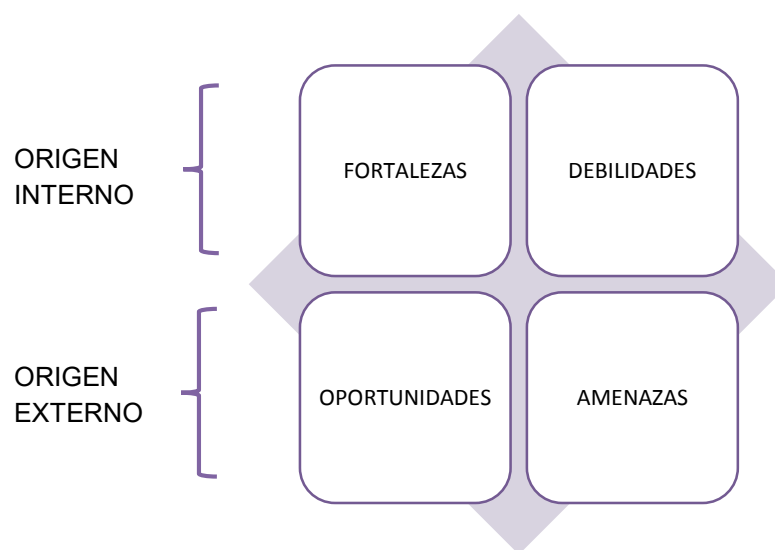 ORIGEN
INTERNO
FORTALEZAS
DEBILIDADES
ORIGEN
EXTERNO
OPORTUNIDADES
AMENAZAS